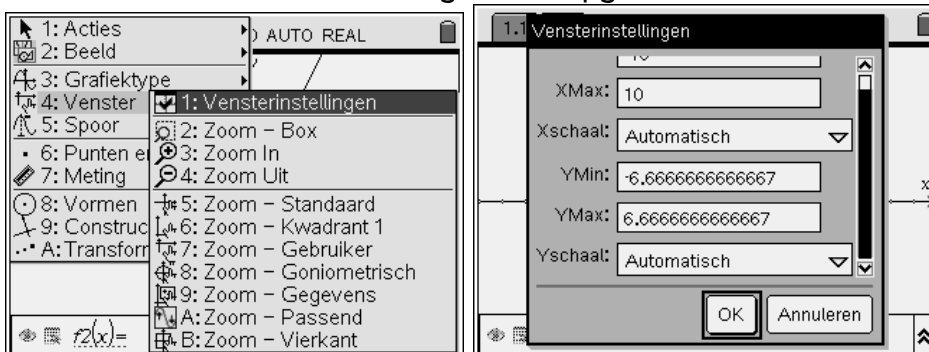 1: Acties
2: Beeld
3: Grafiektype
4: Venster
5: Spoor
6: Punten e
7: Meting
8: Vormen
9: Construc
A: Transforr
AUTO REAL
1: Vensterinstellingen
2: Zoom – Box
3: Zoom In
4: Zoom Uit
5: Zoom – Standaard
6: Zoom – Kwadrant 1
7: Zoom – Gebruiker
8: Zoom – Goniometrisch
9: Zoom – Gegevens
A: Zoom – Passend
B: Zoom – Vierkant
f2(x)=
1.1
Vensterinstellingen
XMax: 10
Xschaal: Automatisch
YMin: -6.6666666666667
YMax: 6.6666666666667
Yschaal: Automatisch
x
OK Annuleren